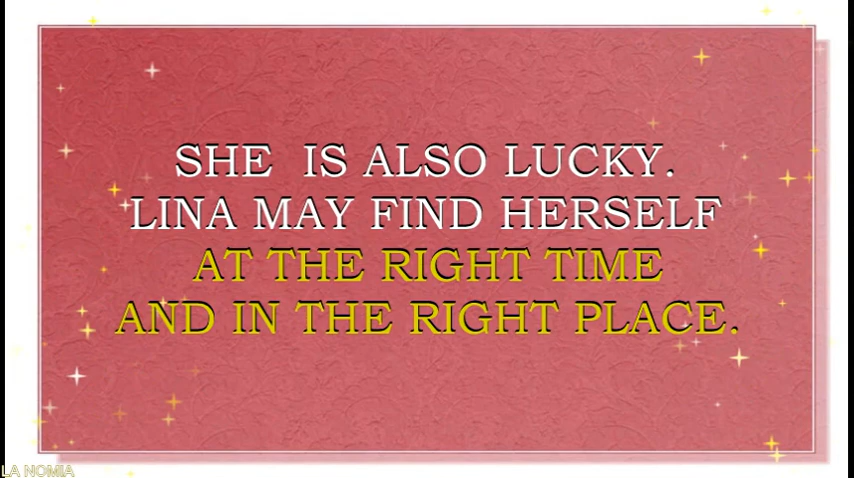 SHE IS ALSO LUCKY.
LINA MAY FIND HERSELF
AT THE RIGHT TIME
AND IN THE RIGHT PLACE.
LA NOMIA